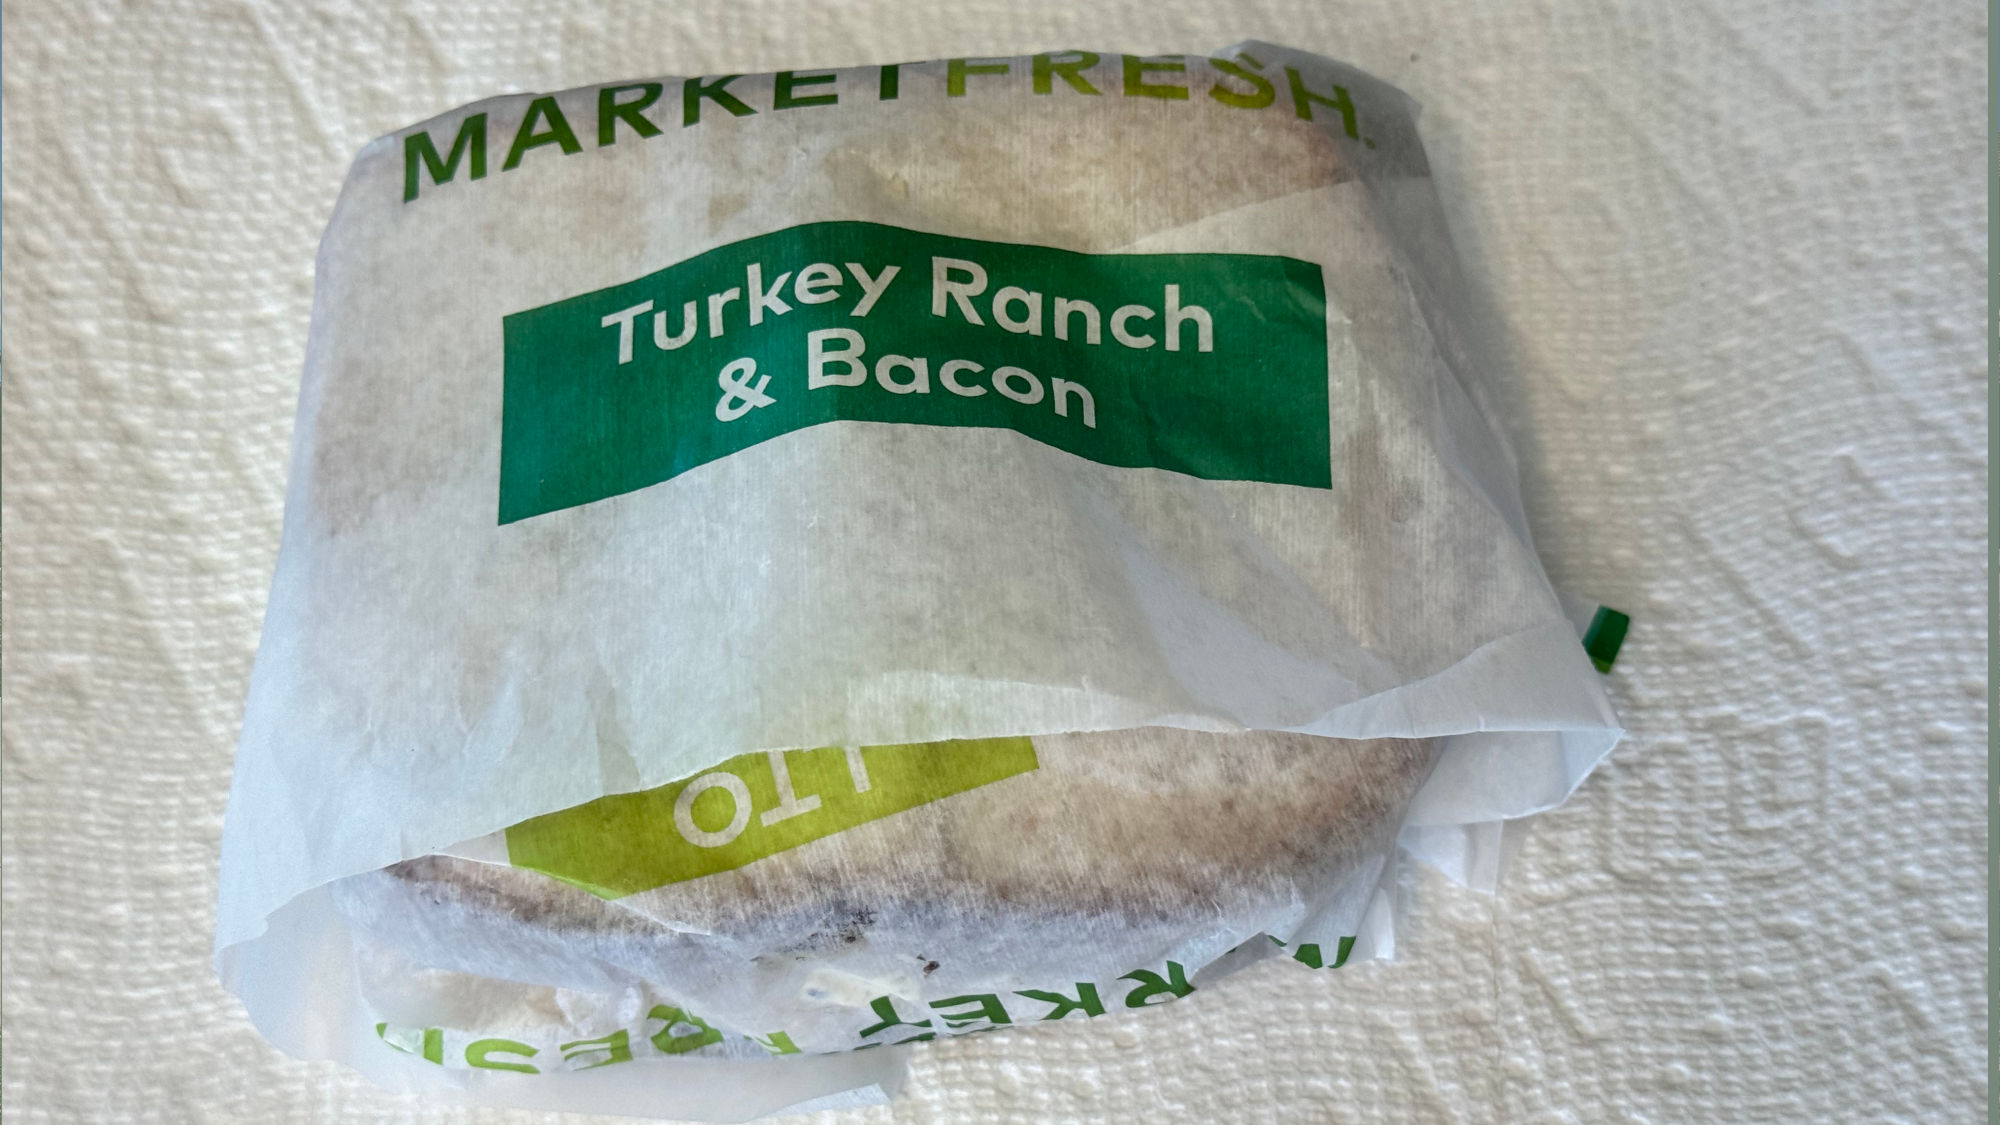 MARKETFRESH.
Turkey Ranch
& Bacon
LTO
MARKET FRESH